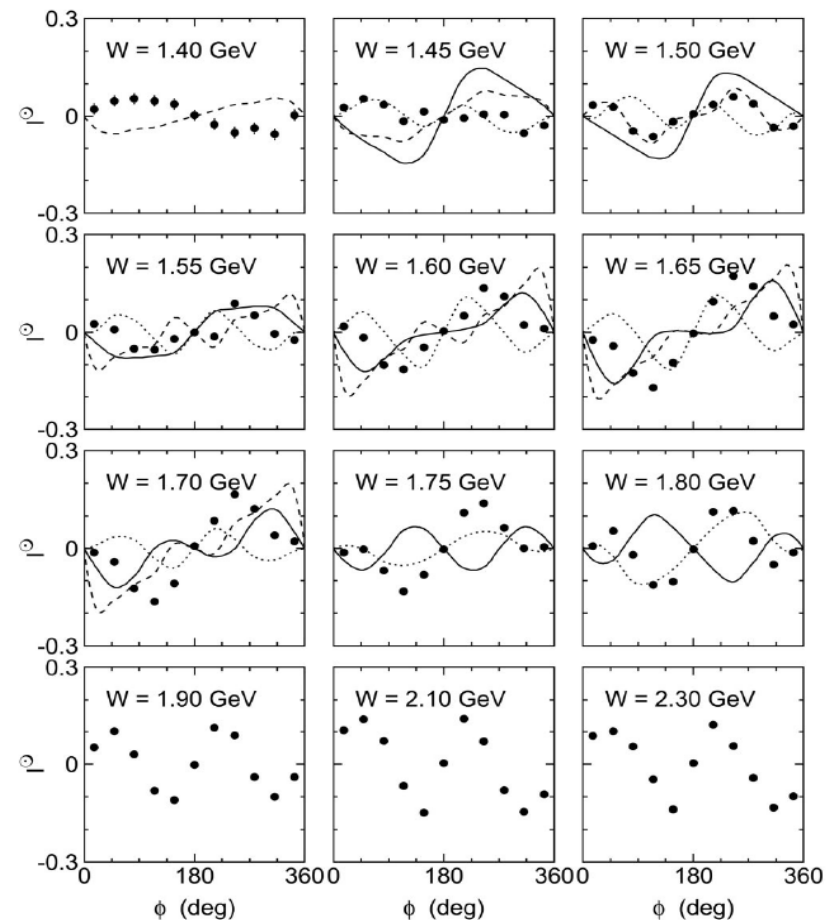 0.3
W = 1.40 GeV W = 1.45 GeV W = 1.50 GeV
I⊙ 0
-0.3
0.3
W = 1.55 GeV W = 1.60 GeV W = 1.65 GeV
I⊙ 0
-0.3
0.3
W = 1.70 GeV W = 1.75 GeV W = 1.80 GeV
I⊙ 0
-0.3
0.3
W = 1.90 GeV W = 2.10 GeV W = 2.30 GeV
I⊙ 0
-0.3
0 180 360 180 360 180 360
ϕ (deg) ϕ (deg) ϕ (deg)